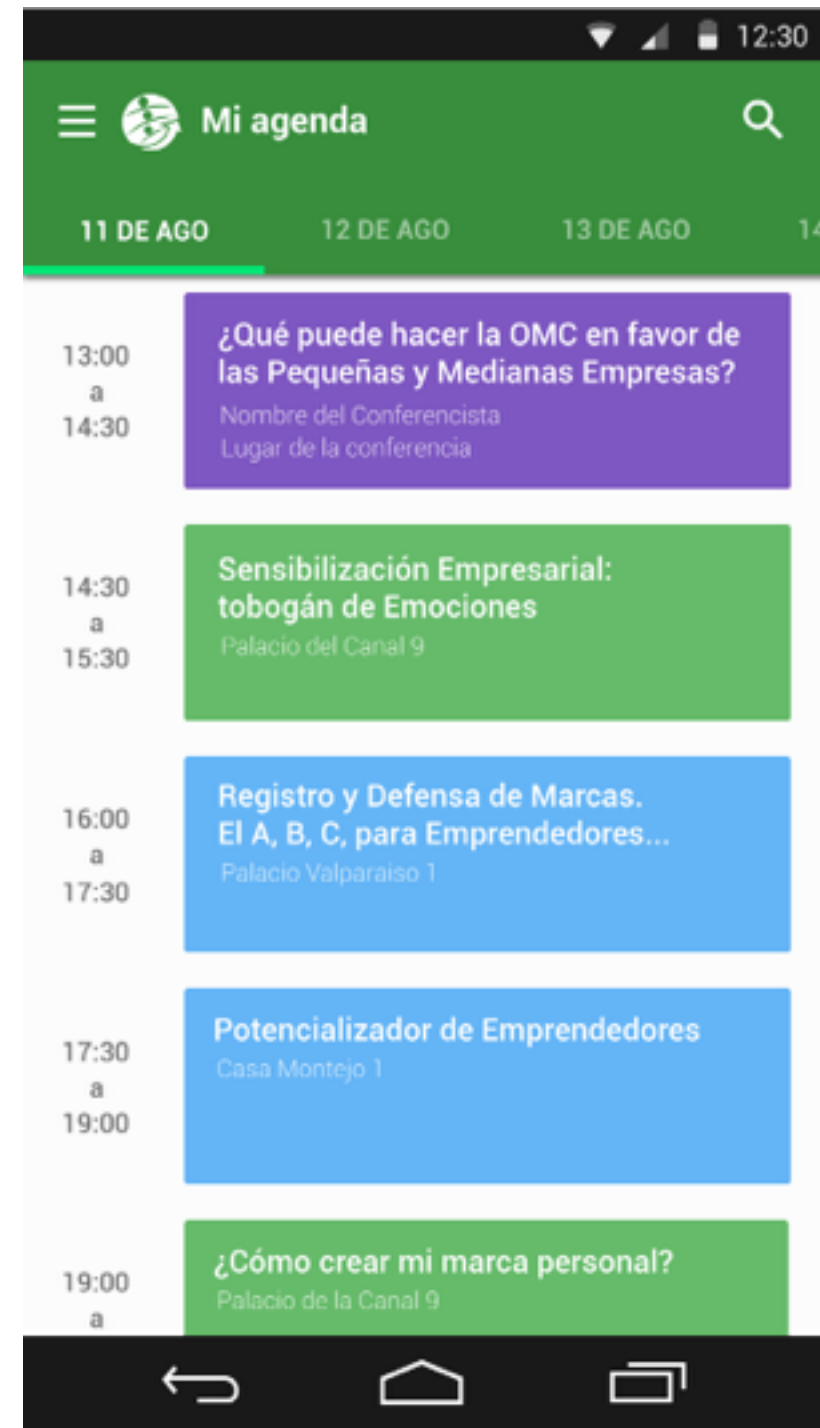 12:30
Mi agenda
11 DE AGO
12 DE AGO
13 DE AGO
14
13:00
a
14:30
¿Qué puede hacer la OMC en favor de
las Pequeñas y Medianas Empresas?
Nombre del Conferencista
Lugar de la conferencia
14:30
a
15:30
Sensibilización Empresarial:
tobogán de Emociones
Palacio del Canal 9
16:00
a
17:30
Registro y Defensa de Marcas.
El A, B, C, para Emprendedores...
Palacio Valparaiso 1
17:30
a
19:00
Potencializador de Emprendedores
Casa Montejo 1
19:00
a
¿Cómo crear mi marca personal?
Palacio de la Canal 9